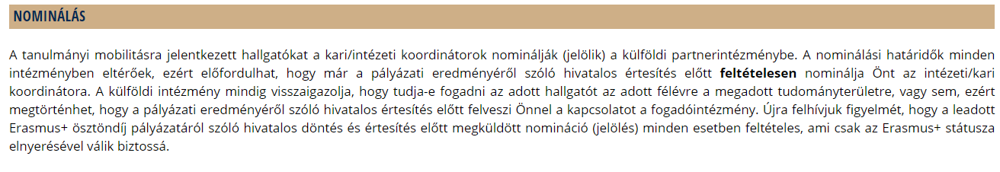 NOMINÁLÁS
A tanulmányi mobilitásra jelentkezett hallgatókat a kari/intézeti koordinátorok nominálják (jelölik) a külföldi partnerintézménybe. A nominálási határidők minden
intézményben eltérőek, ezért előfordulhat, hogy már a pályázati eredményéről szóló hivatalos értesítés előtt feltételesen nominálja Önt az intézeti/kari
koordinátora. A külföldi intézmény mindig visszaigazolja, hogy tudja-e fogadni az adott hallgatót az adott félévre a megadott tudományterületre, vagy sem, ezért
megtörténhet, hogy a pályázati eredményéről szóló hivatalos értesítés előtt felveszi Önnel a kapcsolatot a fogadóintézmény. Újra felhívjuk figyelmét, hogy a leadott
Erasmus+ ösztöndíj pályázatáról szóló hivatalos döntés és értesítés előtt megküldött nomináció (jelölés) minden esetben feltételes, ami csak az Erasmus+ státusza
elnyerésével válik biztossá.